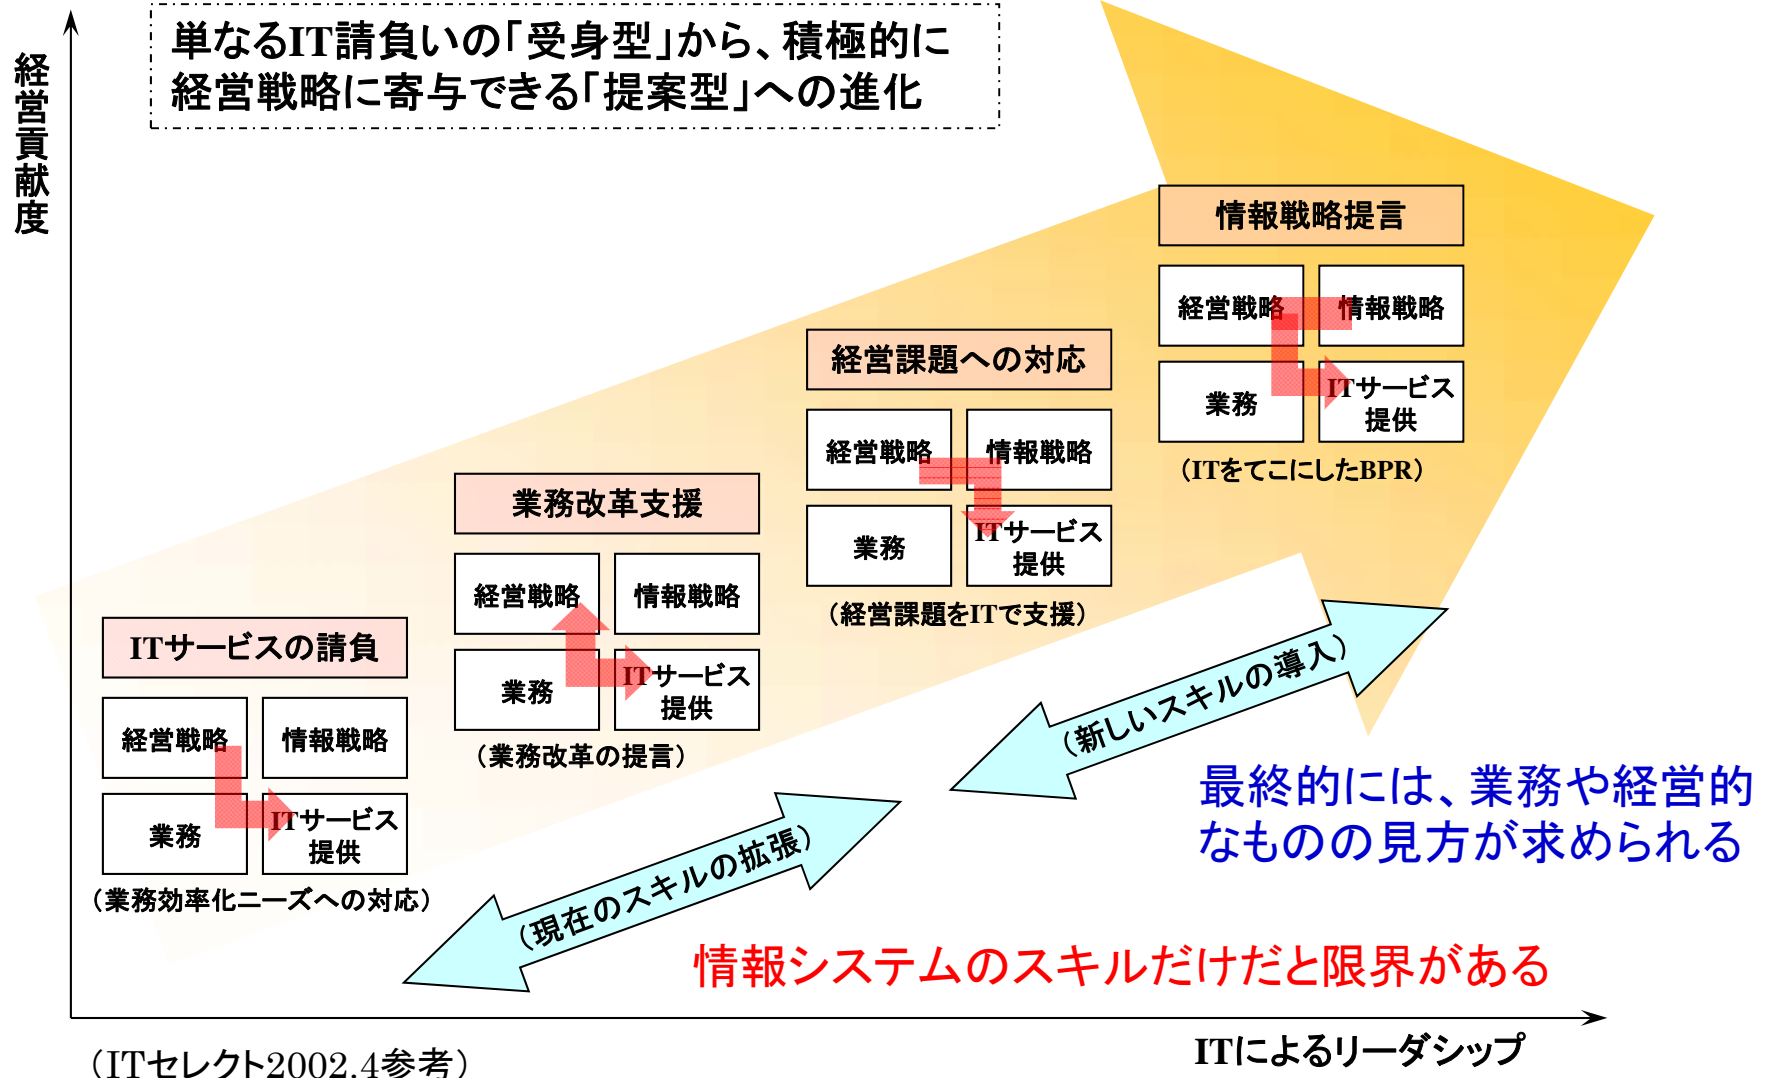 単なるIT請負いの「受身型」から、積極的に
経営戦略に寄与できる「提案型」への進化
経営貢献度
情報戦略提言
経営戦略
情報戦略
業務
ITサービス
提供
（ITをてこにしたBPR）
経営課題への対応
経営戦略
情報戦略
業務
ITサービス
提供
（経営課題をITで支援）
業務改革支援
経営戦略
情報戦略
業務
ITサービス
提供
（業務改革の提言）
ITサービスの請負
経営戦略
情報戦略
業務
ITサービス
提供
（業務効率化ニーズへの対応）
（新しいスキルの導入）
（現在のスキルの拡張）
最終的には、業務や経営的
なものの見方が求められる
情報システムのスキルだけだと限界がある
ITによるリーダシップ
（ITセレクト2002.4参考）